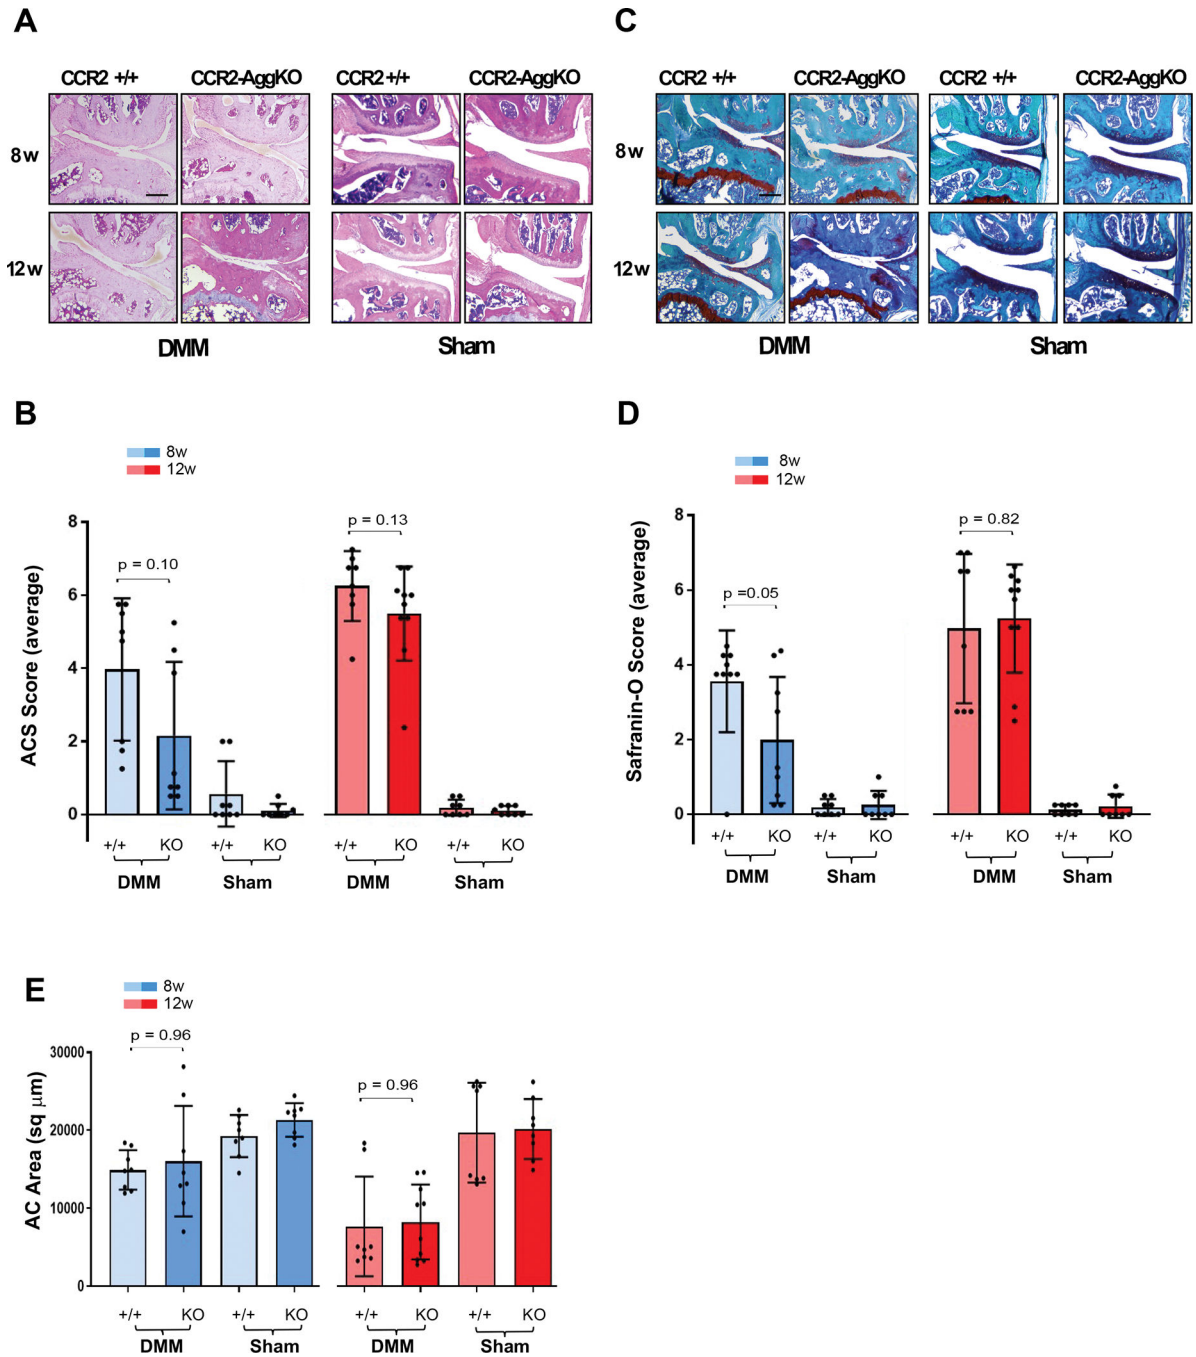 A
CCR2 +/+ CCR2-AggKO CCR2 +/+ CCR2-AggKO
8w
12w
DMM Sham
C
CCR2 +/+ CCR2-AggKO CCR2 +/+ CCR2-AggKO
8w
12w
DMM Sham
B
8w
12w
ACS Score (average)
8
6
4
2
0
p = 0.10
p = 0.13
+/+ KO +/+ KO +/+ KO +/+ KO
DMM Sham DMM Sham
D
8w
12w
Safranin-O Score (average)
8
6
4
2
0
p =0.05
p = 0.82
+/+ KO +/+ KO +/+ KO +/+ KO
DMM Sham DMM Sham
E
8w
12w
AC Area (sq μm)
30000
20000
10000
0
p = 0.96
p = 0.96
+/+ KO +/+ KO +/+ KO +/+ KO
DMM Sham DMM Sham